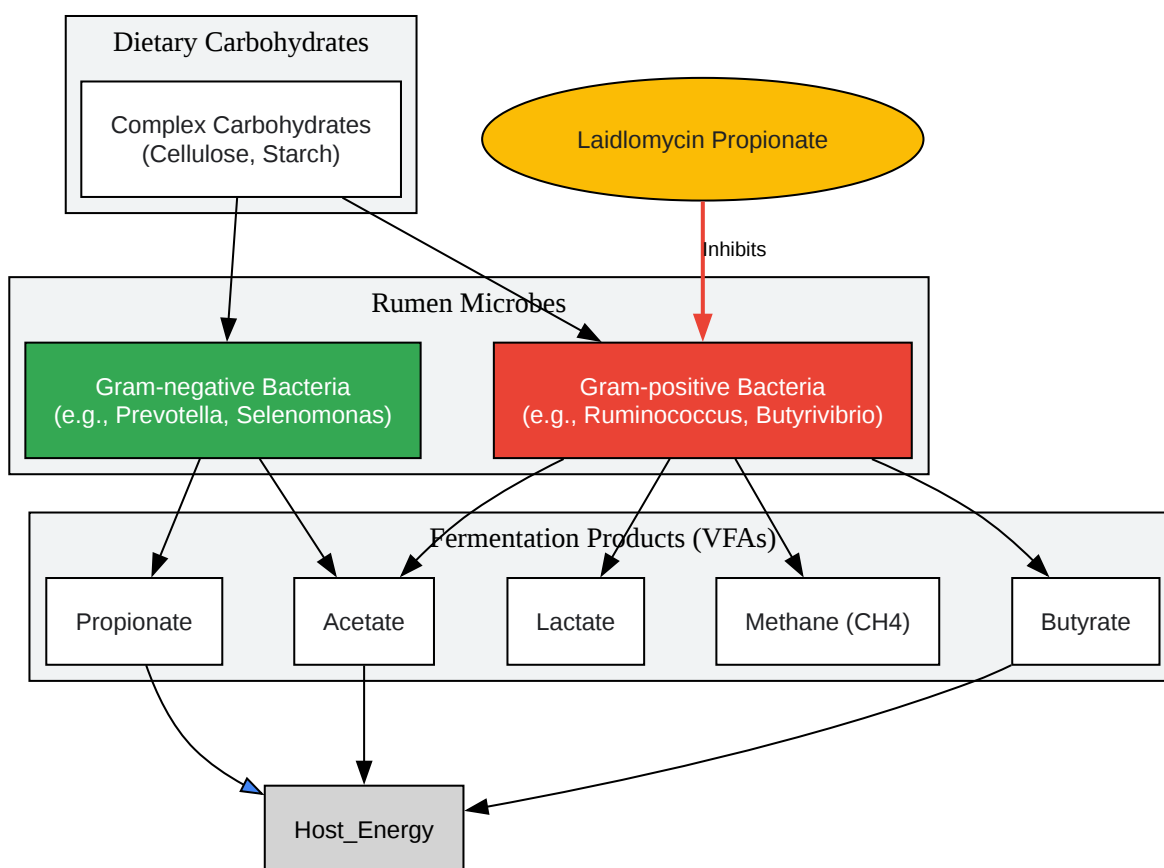 Dietary Carbohydrates
Complex Carbohydrates
(Cellulose, Starch)
Laidlomycin Propionate
Inhibits
Rumen Microbes
Gram-negative Bacteria
(e.g., Prevotella, Selenomonas)
Gram-positive Bacteria
(e.g., Ruminococcus, Butyrivibrio)
Fermentation Products (VFAs)
Propionate
Acetate
Lactate
Methane (CH4)
Butyrate
Host_Energy